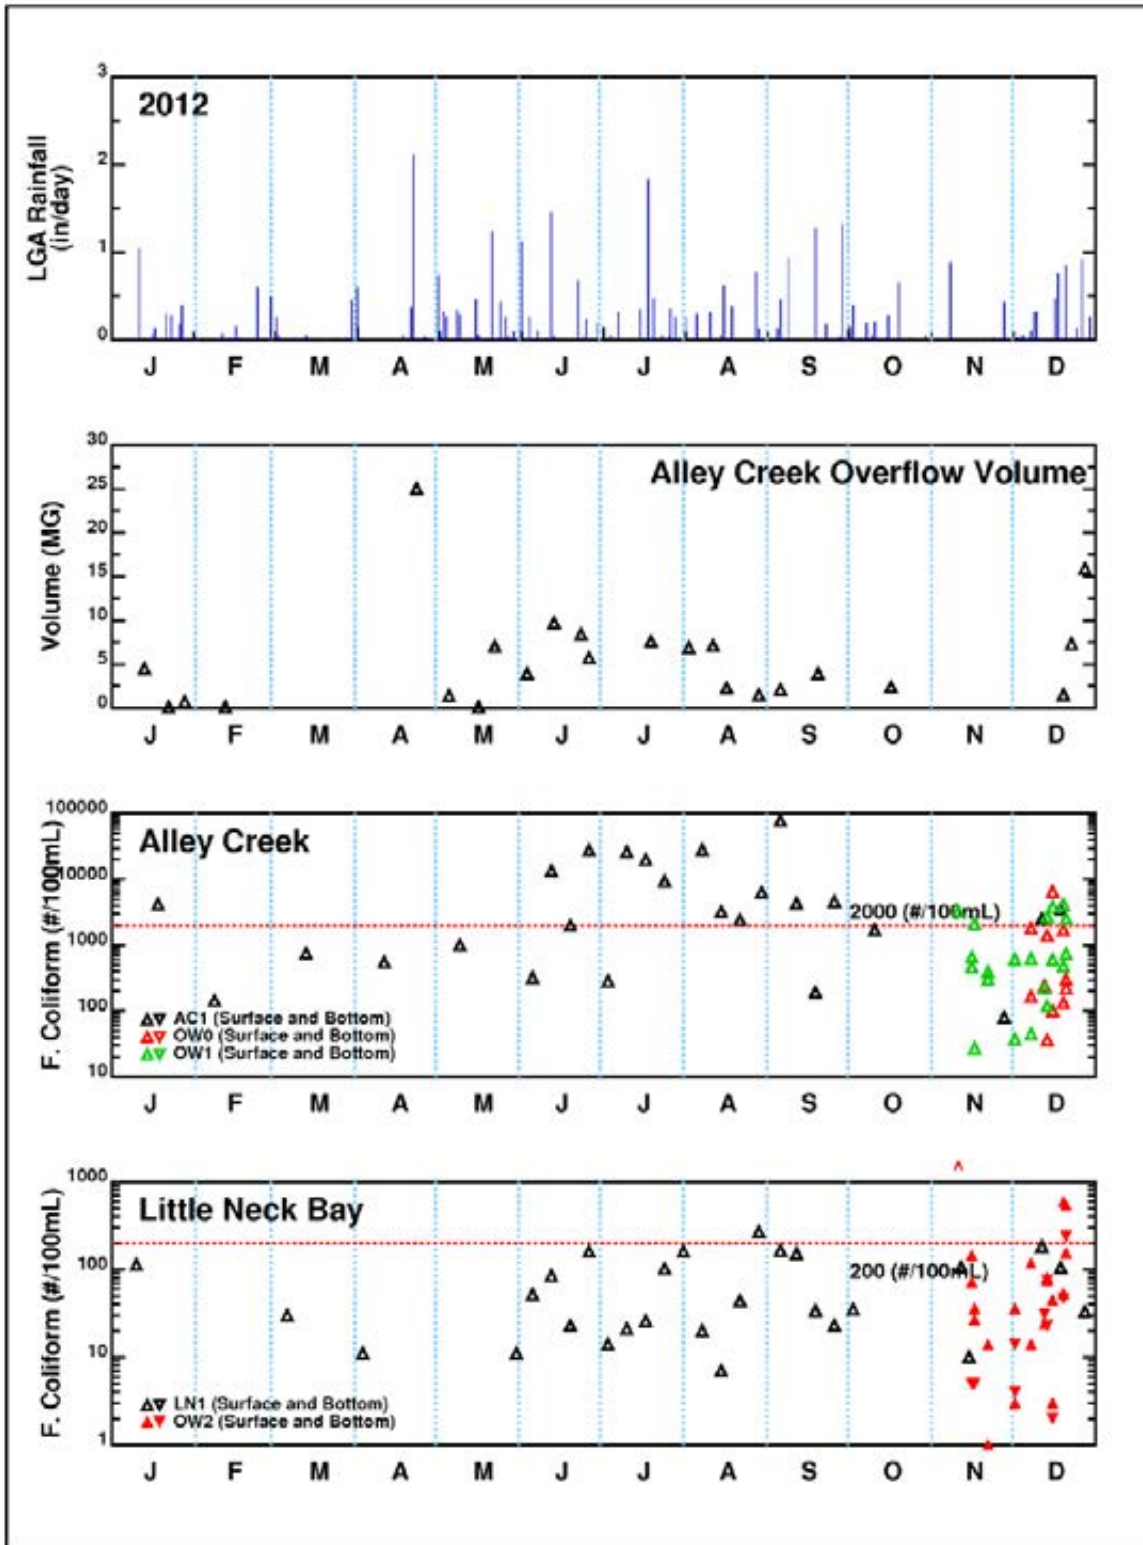 2012
LGA Rainfall
(in/day)
3
2
1
0
J F M A M J J A S O N D
Alley Creek Overflow Volume
Volume (MG)
30
25
20
15
10
5
0
J F M A M J J A S O N D
Alley Creek
F. Coliform (#/100mL)
100000
10000
1000
100
10
2000 (#/100mL)
AC1 (Surface and Bottom)
OW0 (Surface and Bottom)
OW1 (Surface and Bottom)
J F M A M J J A S O N D
Little Neck Bay
F. Coliform (#/100mL)
1000
100
10
1
200 (#/100mL)
LN1 (Surface and Bottom)
OW2 (Surface and Bottom)
J F M A M J J A S O N D